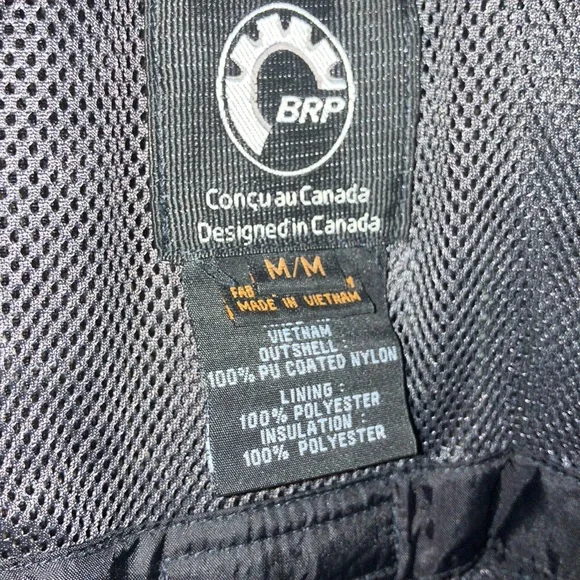 BRP
Conçu au Canada
Designed in Canada
M/M
FAB
MADE IN VIETNAM
VIETNAM
OUTSHELL :
100% PU COATED NYLON
LINING :
100% POLYESTER
INSULATION :
100% POLYESTER